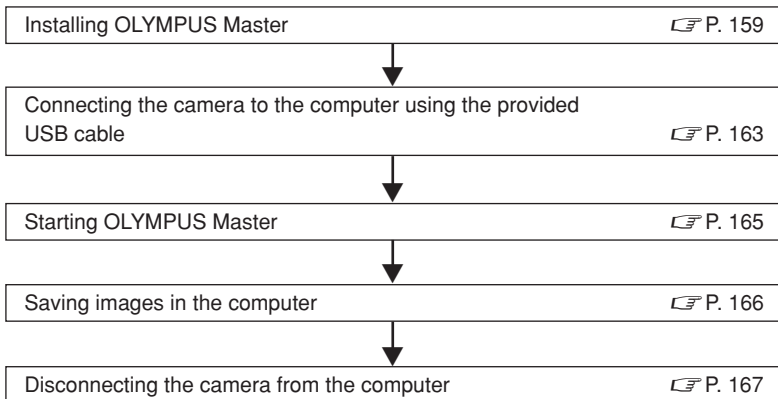 Installing OLYMPUS Master P. 159
Connecting the camera to the computer using the provided
USB cable P. 163
Starting OLYMPUS Master P. 165
Saving images in the computer P. 166
Disconnecting the camera from the computer P. 167